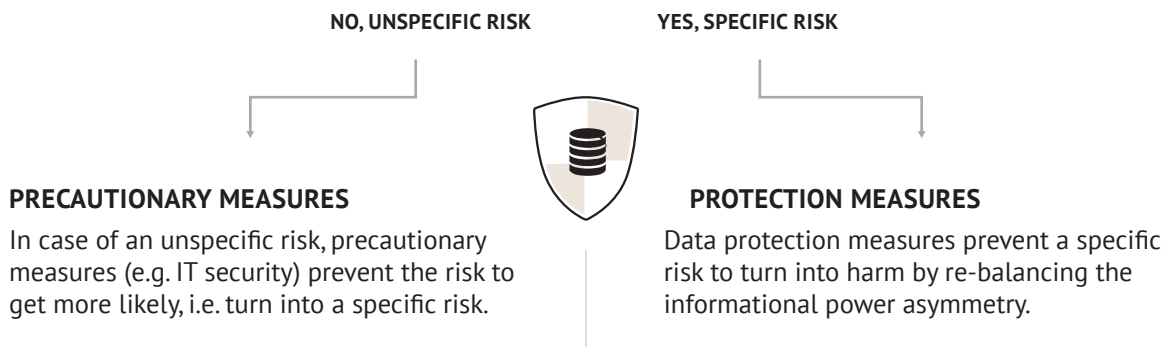 NO, UNSPECIFIC RISK
YES, SPECIFIC RISK
PRECAUTIONARY MEASURES
In case of an unspecific risk, precautionary
measures (e.g. IT security) prevent the risk to
get more likely, i.e. turn into a specific risk.
PROTECTION MEASURES
Data protection measures prevent a specific
risk to turn into harm by re-balancing the
informational power asymmetry.